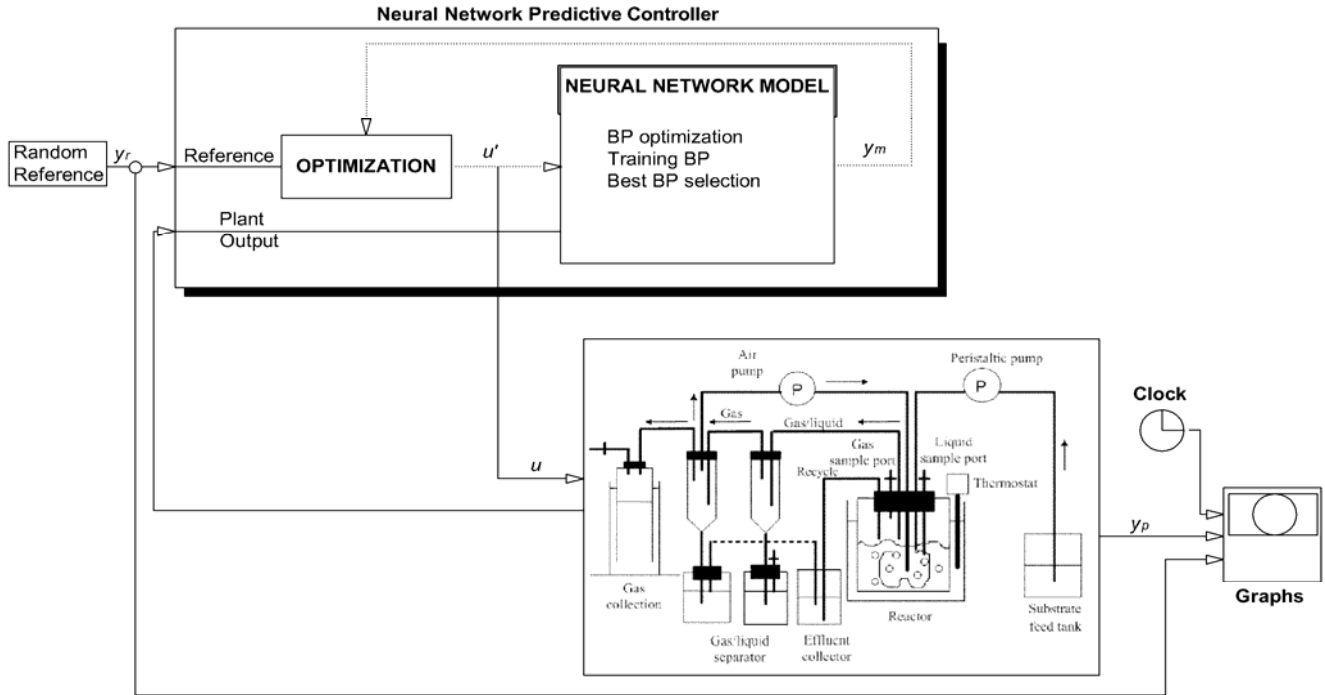 Neural Network Predictive Controller
NEURAL NETWORK MODEL
BP optimization
Training BP
Best BP selection
Random
Reference
yr
Reference
OPTIMIZATION
u'
ym
Plant
Output
Air
pump
P
Peristaltic pump
P
Clock
Gas
Gas/liquid
Gas
sample port
Liquid
sample port
Recycle
Thermostat
u
yp
Gas
collection
Gas/liquid
separator
Effluent
collector
Reactor
Substrate
feed tank
Graphs